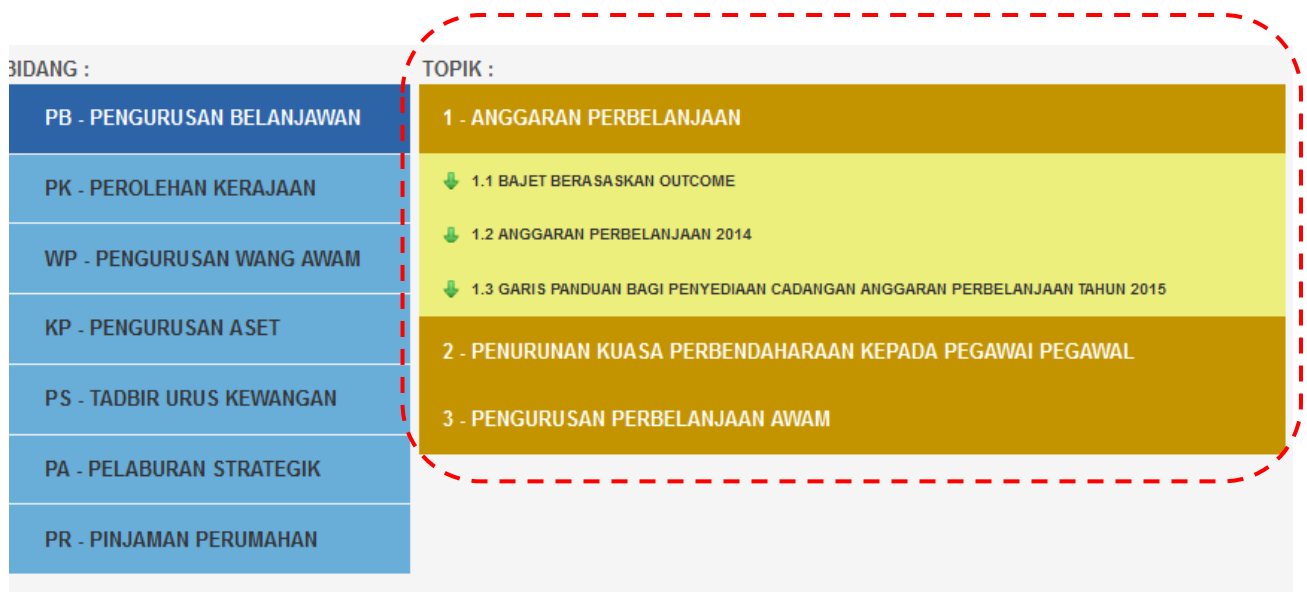 BIDANG :
PB - PENGURUSAN BELANJAWAN
PK - PEROLEHAN KERAJAAN
WP - PENGURUSAN WANG AWAM
KP - PENGURUSAN ASET
PS - TADBIR URUS KEWANGAN
PA - PELABURAN STRATEGIK
PR - PINJAMAN PERUMAHAN
TOPIK :
1 - ANGGARAN PERBELANJAAN
1.1 BAJET BERASASKAN OUTCOME
1.2 ANGGARAN PERBELANJAAN 2014
1.3 GARIS PANDUAN BAGI PENYEDIAAN CADANGAN ANGGARAN PERBELANJAAN TAHUN 2015
2 - PENURUNAN KUASA PERBENDAHARAAN KEPADA PEGAWAI PEGAWAL
3 - PENGURUSAN PERBELANJAAN AWAM